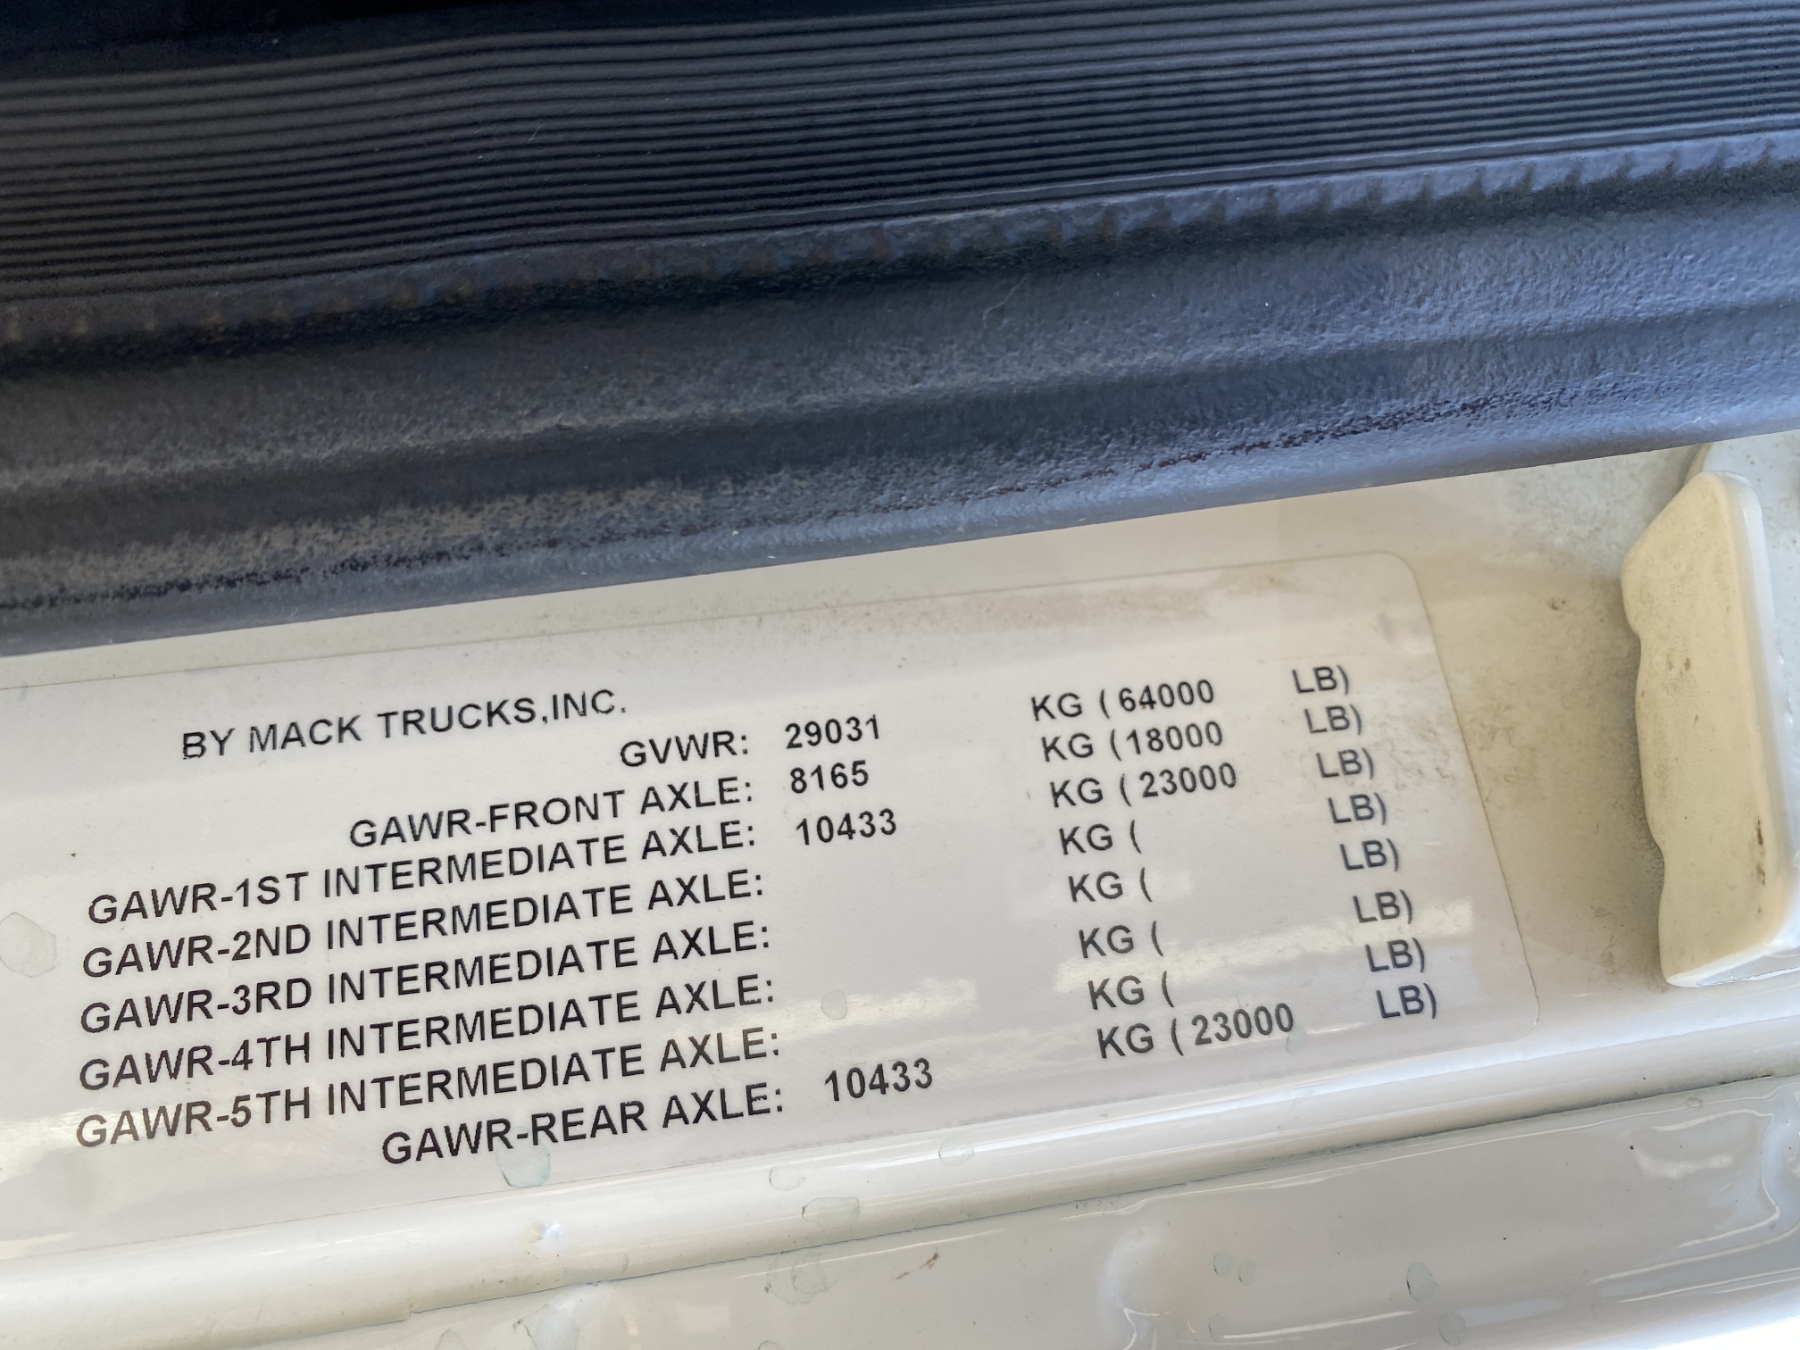 BY MACK TRUCKS,INC.
GVWR: 29031 KG (64000 LB)
GAWR-FRONT AXLE: 8165 KG (18000 LB)
GAWR-1ST INTERMEDIATE AXLE: 10433 KG (23000 LB)
GAWR-2ND INTERMEDIATE AXLE: KG ( LB)
GAWR-3RD INTERMEDIATE AXLE: KG ( LB)
GAWR-4TH INTERMEDIATE AXLE: KG ( LB)
GAWR-5TH INTERMEDIATE AXLE: KG ( LB)
GAWR-REAR AXLE: 10433 KG (23000 LB)